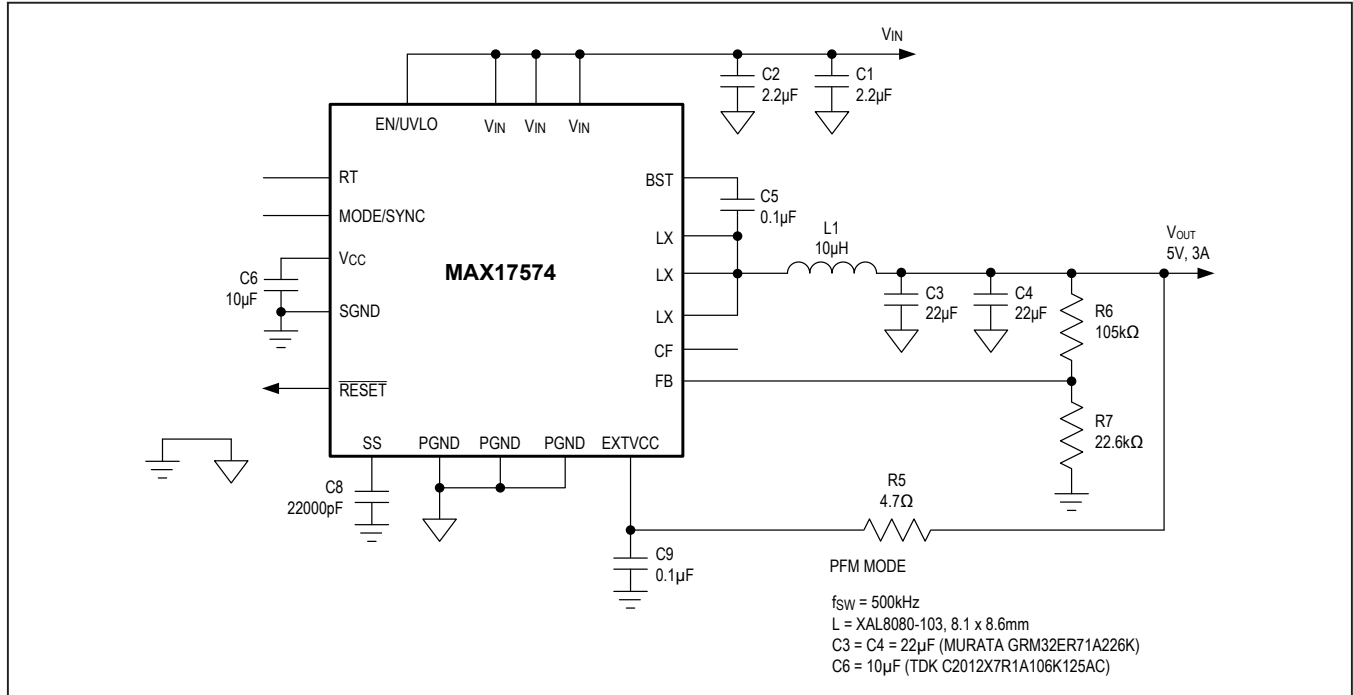 VIN
C2
2.2µF
C1
2.2µF
EN/UVLO
VIN
VIN
VIN
RT
BST
C5
0.1µF
MODE/SYNC
LX
L1
10µH
VOUT
5V, 3A
VCC
C6
10µF
MAX17574
LX
C3
22µF
C4
22µF
R6
105kΩ
SGND
LX
CF
RESET
FB
R7
22.6kΩ
SS
PGND
PGND
PGND
EXTVCC
C8
22000pF
R5
4.7Ω
C9
0.1µF
PFM MODE
fSW = 500kHz
L = XAL8080-103, 8.1 x 8.6mm
C3 = C4 = 22µF (MURATA GRM32ER71A226K)
C6 = 10µF (TDK C2012X7R1A106K125AC)